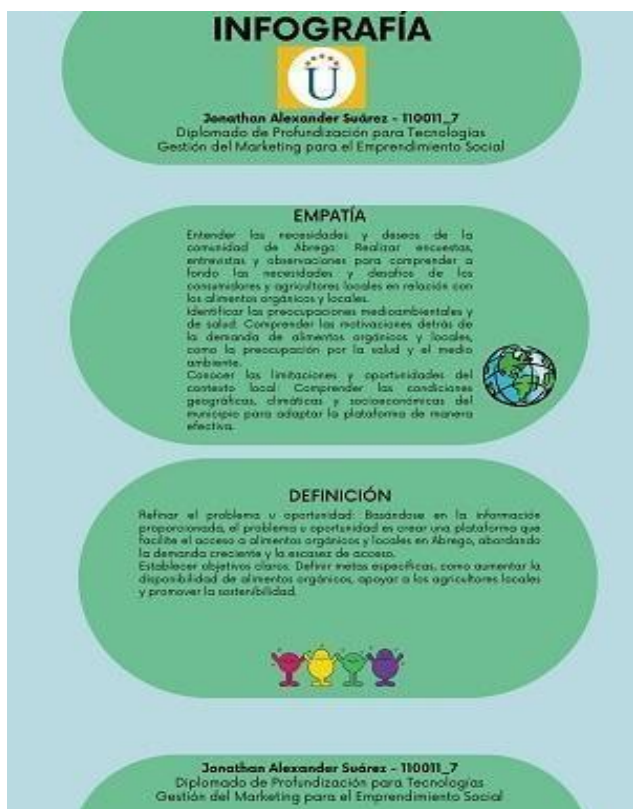 INFOGRAFÍA
U
Jonathan Alexander Suárez - 110011_7
Diplomado de Profundización para Tecnologías
Gestión del Marketing para el Emprendimiento Social
EMPATÍA
Entender las necesidades y deseos de la
comunidad de Abrego: Realizar encuestas,
entrevistas y observaciones para comprender a
fondo las necesidades y desafíos de los
consumidores y agricultores locales en relación con
los alimentos orgánicos y locales.
Identificar las preocupaciones medioambientales y
de salud: Comprender las motivaciones detrás de
la demanda de alimentos orgánicos y locales,
como la preocupación por la salud y el medio
ambiente.
Conocer las limitaciones y oportunidades del
contexto local: Comprender las condiciones
geográficas, climáticas y socioeconómicas del
municipio para adaptar la plataforma de manera
efectiva.
DEFINICIÓN
Refinar el problema u oportunidad: Basándose en la información
proporcionada, el problema u oportunidad es crear una plataforma que
facilite el acceso a alimentos orgánicos y locales en Abrego, abordando
la demanda creciente y la escasez de acceso.
Establecer objetivos claros: Definir metas específicas, como aumentar la
disponibilidad de alimentos orgánicos, apoyar a los agricultores locales
y promover la sostenibilidad.
Jonathan Alexander Suárez - 110011_7
Diplomado de Profundización para Tecnologías
Gestión del Marketing para el Emprendimiento Social